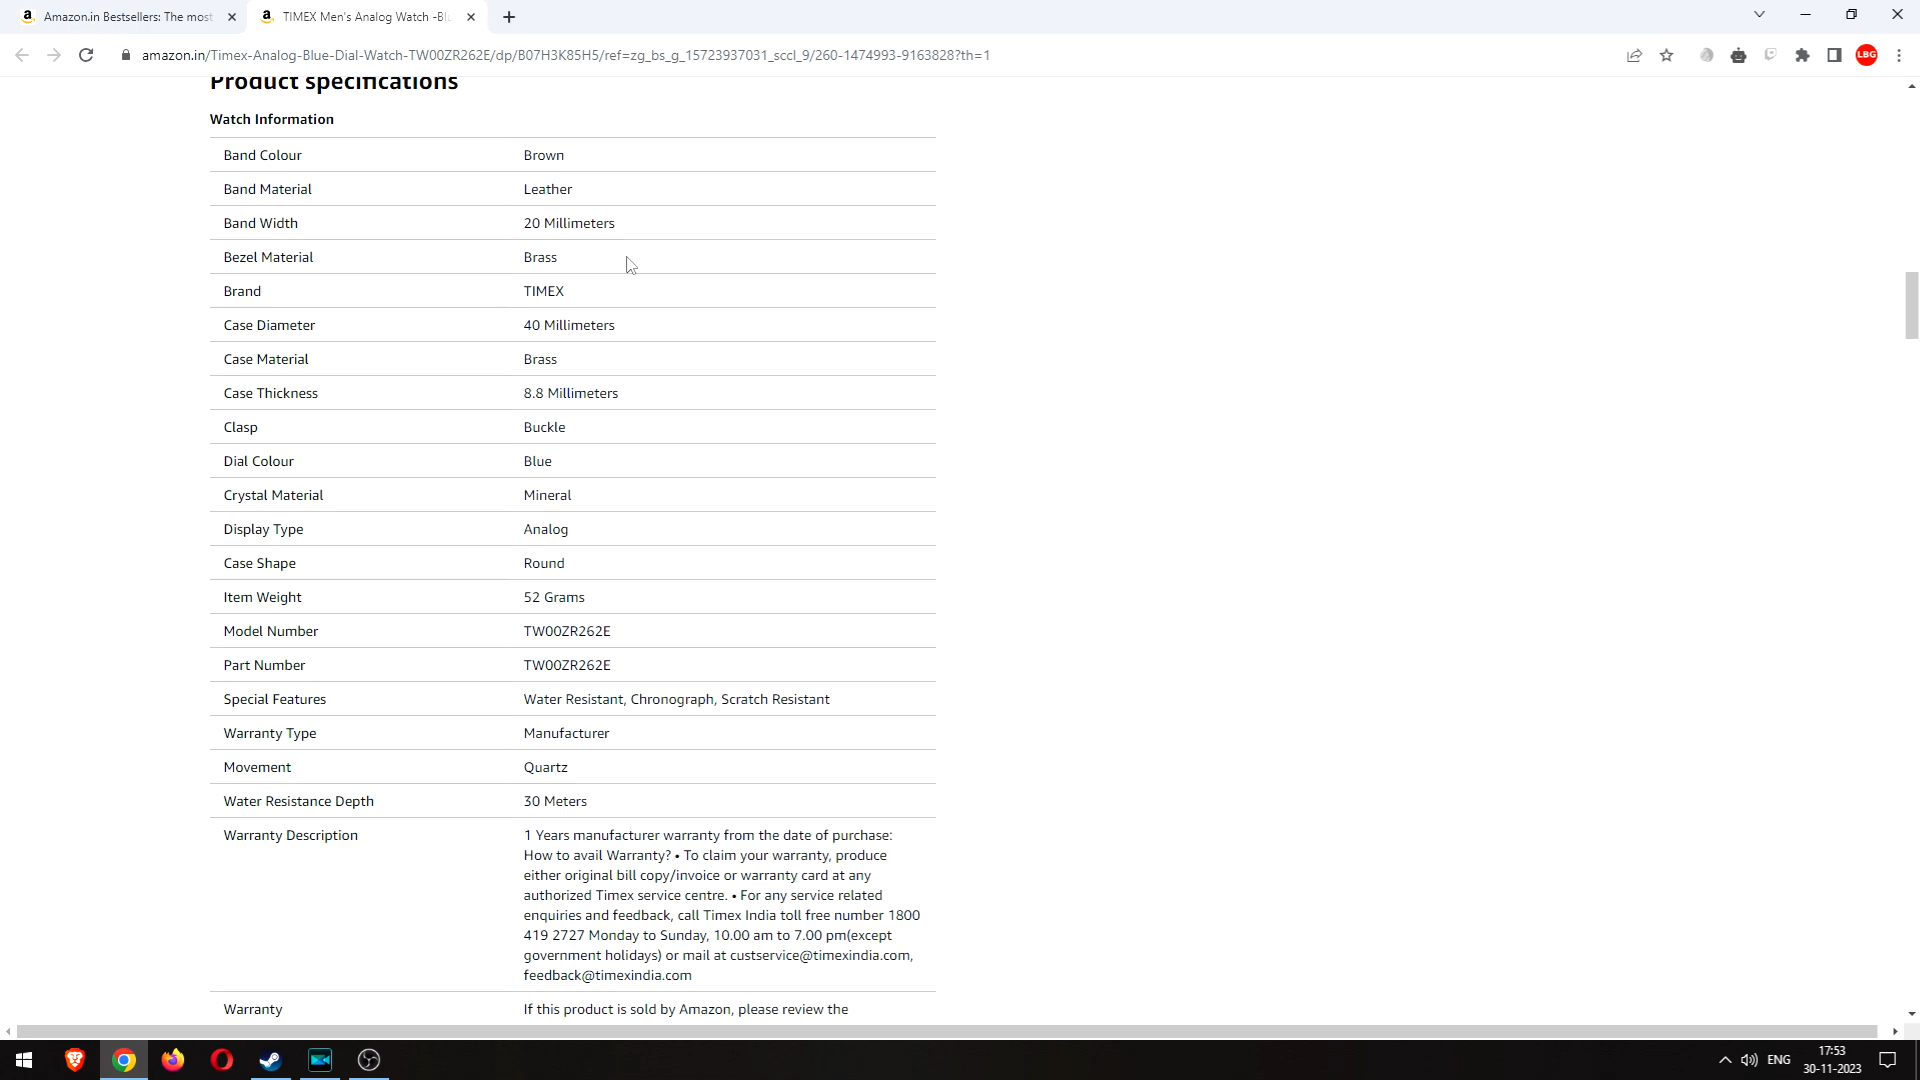 Amazon.in Bestsellers: The most
TIMEX Men's Analog Watch -Bl
amazon.in/Timex-Analog-Blue-Dial-Watch-TW00ZR262E/dp/B07H3K85H5/ref=zg_bs_g_15723937031_sccl_9/260-1474993-9163828?th=1
LBG
Product specifications
Watch Information
Band Colour Brown
Band Material Leather
Band Width 20 Millimeters
Bezel Material Brass
Brand TIMEX
Case Diameter 40 Millimeters
Case Material Brass
Case Thickness 8.8 Millimeters
Clasp Buckle
Dial Colour Blue
Crystal Material Mineral
Display Type Analog
Case Shape Round
Item Weight 52 Grams
Model Number TW00ZR262E
Part Number TW00ZR262E
Special Features Water Resistant, Chronograph, Scratch Resistant
Warranty Type Manufacturer
Movement Quartz
Water Resistance Depth 30 Meters
Warranty Description 1 Years manufacturer warranty from the date of purchase:
How to avail Warranty? • To claim your warranty, produce
either original bill copy/invoice or warranty card at any
authorized Timex service centre. • For any service related
enquiries and feedback, call Timex India toll free number 1800
419 2727 Monday to Sunday, 10.00 am to 7.00 pm(except
government holidays) or mail at custservice@timexindia.com,
feedback@timexindia.com
Warranty If this product is sold by Amazon, please review the
ENG
17:53
30-11-2023